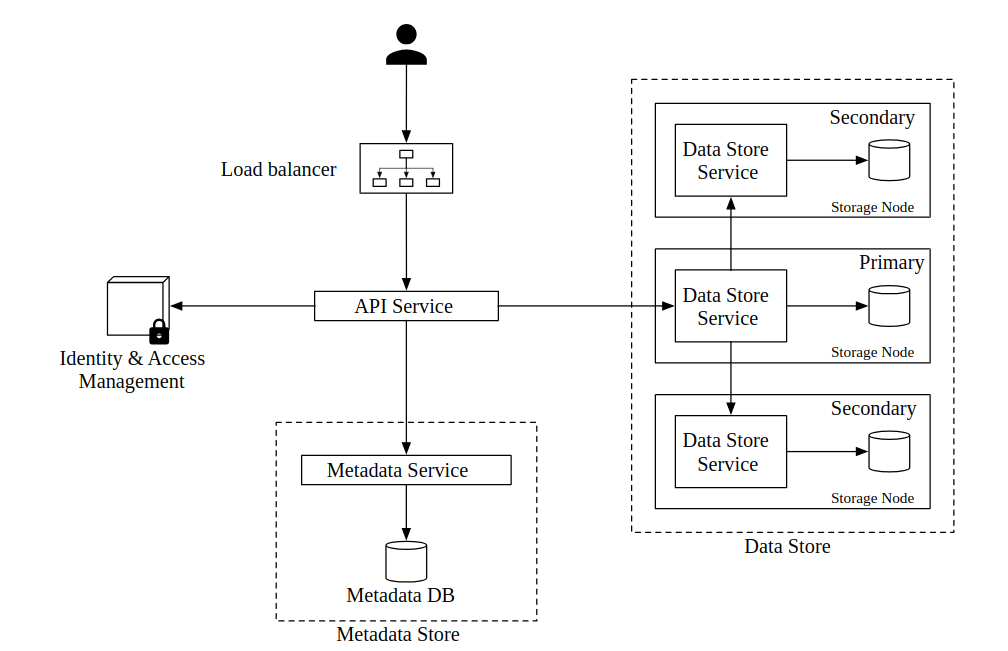 Load balancer
API Service
Identity & Access
Management
Metadata Service
Metadata DB
Metadata Store
Secondary
Data Store
Service
Storage Node
Primary
Data Store
Service
Storage Node
Secondary
Data Store
Service
Storage Node
Data Store